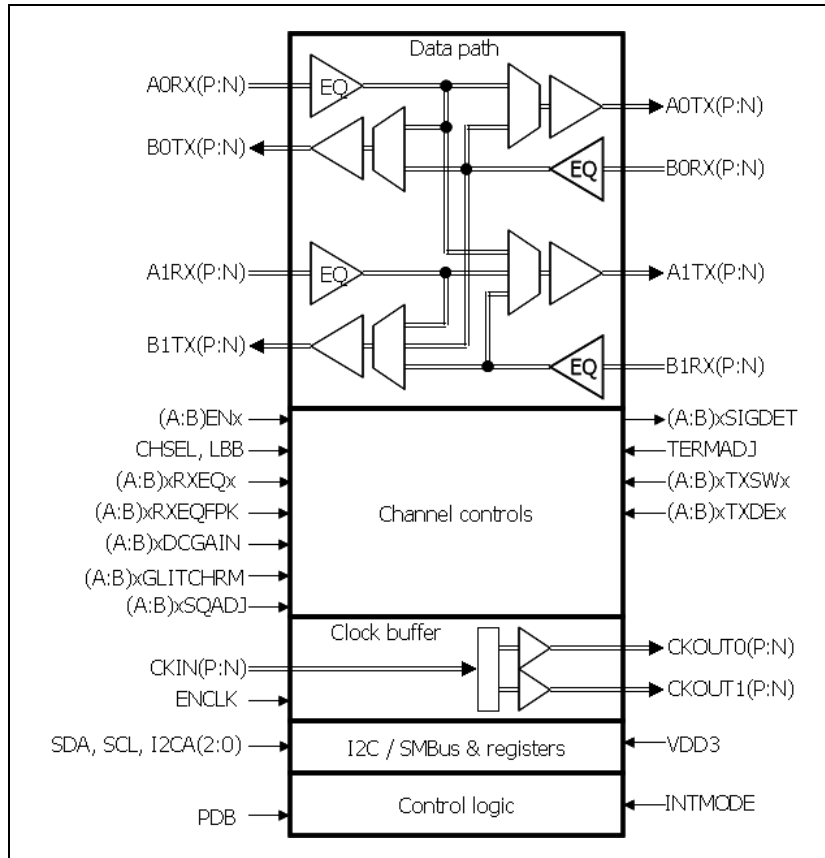 Data path
A0RX(P:N)
EQ
A0TX(P:N)
B0TX(P:N)
EQ
B0RX(P:N)
A1RX(P:N)
EQ
A1TX(P:N)
B1TX(P:N)
EQ
B1RX(P:N)
(A:B)ENx
(A:B)xSIGDET
CHSEL, LBB
TERMADJ
(A:B)xRXEQx
(A:B)xTXSWx
(A:B)xRXEQFPK
Channel controls
(A:B)xTXDEx
(A:B)xDCGAIN
(A:B)xGLITCHRM
(A:B)xSQADJ
Clock buffer
CKIN(P:N)
CKOUT0(P:N)
CKOUT1(P:N)
ENCLK
SDA, SCL, I2CA(2:0)
I2C / SMBus & registers
VDD3
PDB
Control logic
INTMODE